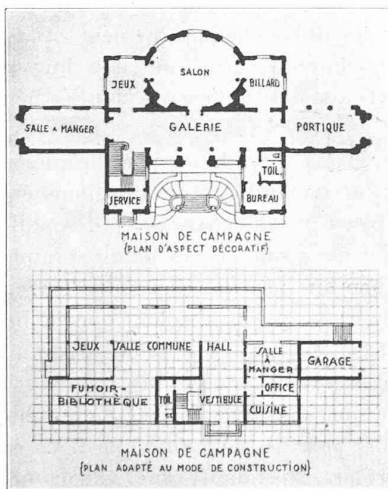 SALON
JEUX
BILLARD
SALLE A MANGER
GALERIE
PORTIQUE
TOIL.
SERVICE
BUREAU
MAISON DE CAMPAGNE
(PLAN D'ASPECT DÉCORATIF)
JEUX
SALLE COMMUNE
HALL
SALLE
À
MANGER
GARAGE
FUMOIR =
BIBLIOTHÈQUE
TOIL.
VESTIBULE
OFFICE
CUISINE
MAISON DE CAMPAGNE
(PLAN ADAPTÉ AU MODE DE CONSTRUCTION)